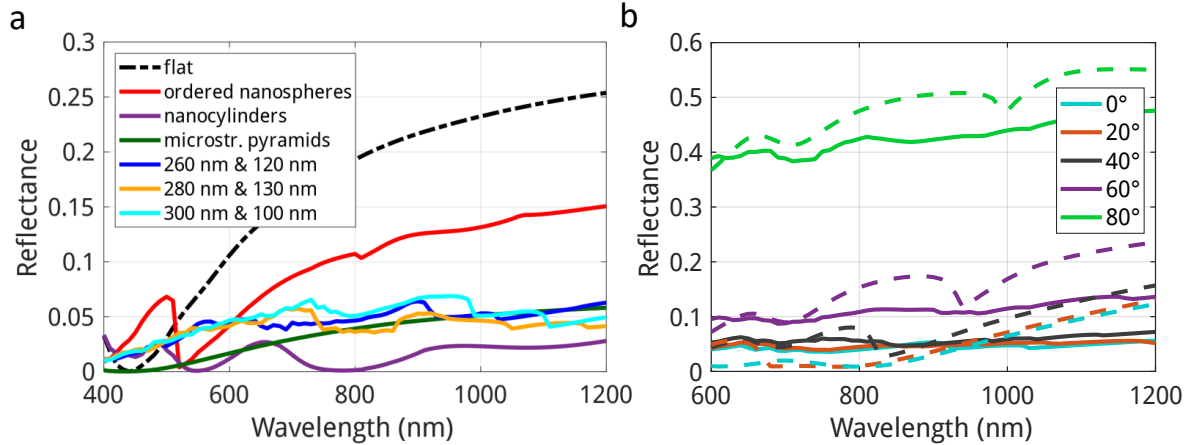 a
Reflectance
0.3
0.25
0.2
0.15
0.1
0.05
0
flat
ordered nanospheres
nanocylinders
microstr. pyramids
260 nm & 120 nm
280 nm & 130 nm
300 nm & 100 nm
400
600
800
1000
1200
Wavelength (nm)
b
Reflectance
0.6
0.5
0.4
0.3
0.2
0.1
0
0°
20°
40°
60°
80°
600
800
1000
1200
Wavelength (nm)